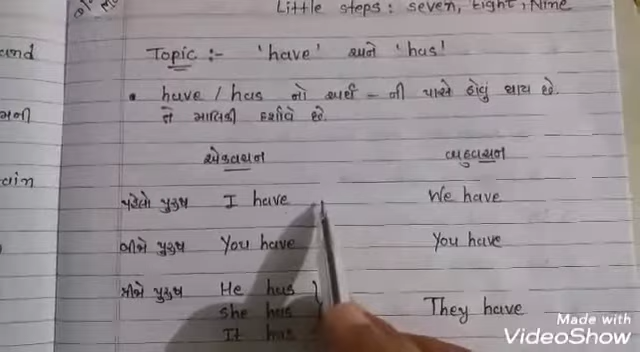 Little steps : seven, Eight, Nine
and
Topic :- 'have' અને 'has'
• have / has નો અર્થ - ની પાસે હોવું થાય છે.
તે માલિકી દર્શાવે છે.
એકવચન બહુવચન
પહેલો પુરુષ I have We have
બીજો પુરુષ You have You have
ત્રીજો પુરુષ He has
She has They have
It has
Made with
VideoShow